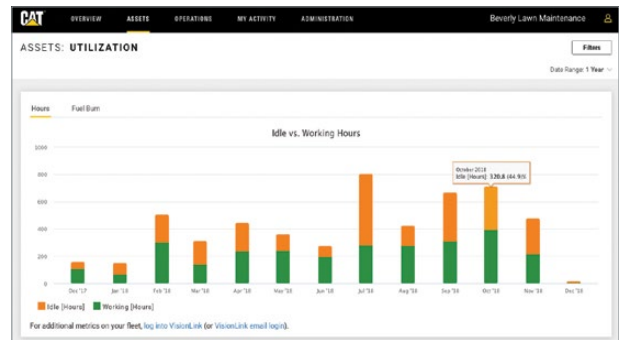 CAT OVERVIEW ASSETS OPERATIONS MY ACTIVITY ADMINISTRATION Beverly Lawn Maintenance
ASSETS: UTILIZATION Filters
Date Range: 1 Year
Hours Fuel Burn
Idle vs. Working Hours
1000
800
October 2018
Idle [Hours] 320.8 (44.9)%
600
400
200
0
Dec '17 Jan '18 Feb '18 Mar '18 Apr '18 May '18 Jun '18 Jul '18 Aug '18 Sep '18 Oct '18 Nov '18 Dec '18
Idle [Hours] Working [Hours]
For additional metrics on your fleet, log into VisionLink (or VisionLink email login).